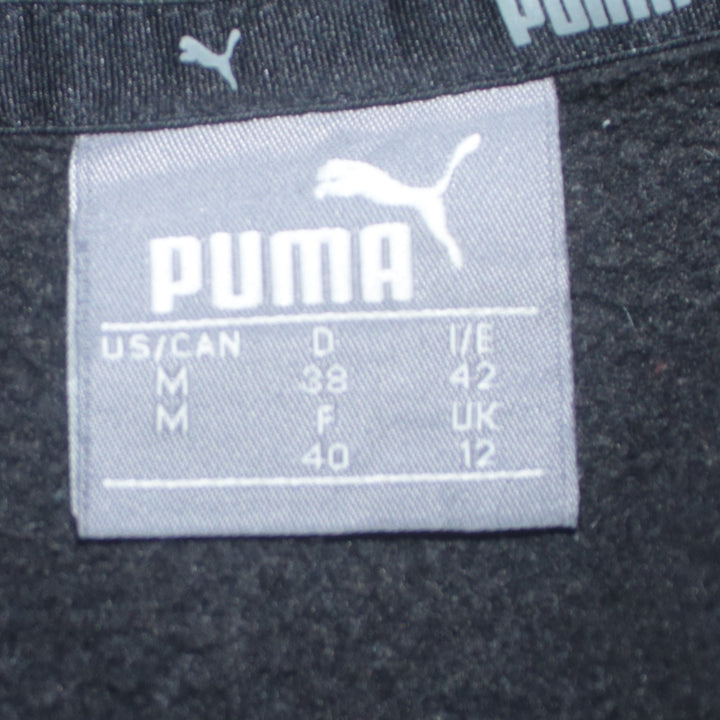 PUMA
PUMA
US/CAN D I/E
M 38 42
M F UK
40 12